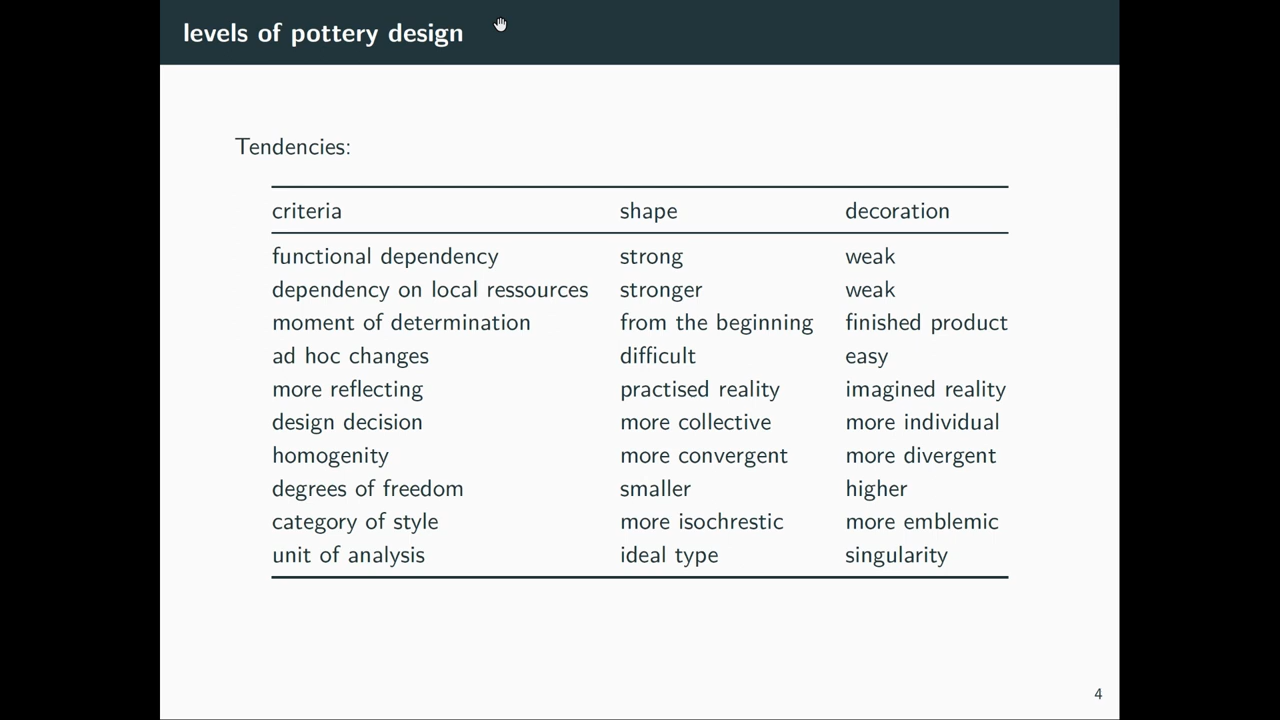 levels of pottery design
Tendencies:
criteria shape decoration
functional dependency strong weak
dependency on local ressources stronger weak
moment of determination from the beginning finished product
ad hoc changes difficult easy
more reflecting practised reality imagined reality
design decision more collective more individual
homogenity more convergent more divergent
degrees of freedom smaller higher
category of style more isochrestic more emblemic
unit of analysis ideal type singularity
4